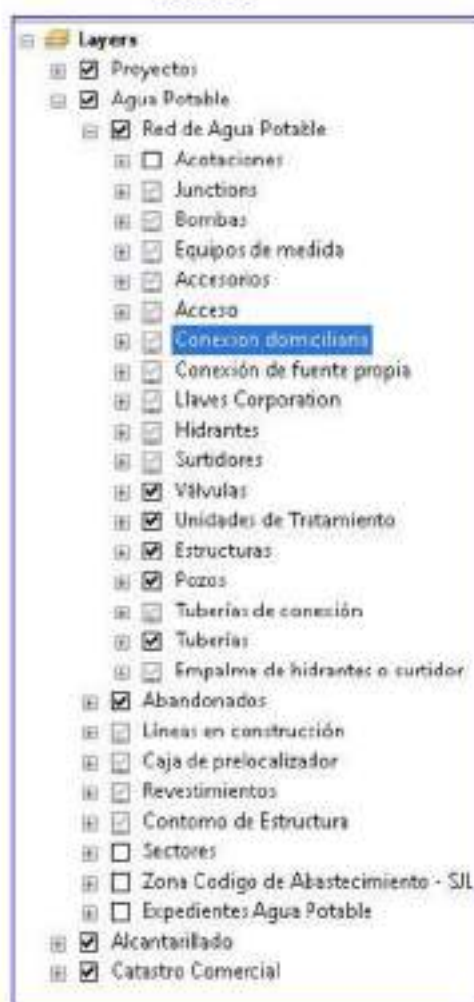 Layers
Proyectos
Agua Potable
Red de Agua Potable
Acotaciones
Junctions
Bombas
Equipos de medida
Accesorios
Acceso
Conexion domiciliaria
Conexión de fuente propia
Llaves Corporation
Hidrantes
Surtidores
Válvulas
Unidades de Tratamiento
Estructuras
Pozos
Tuberías de conexión
Tuberías
Empalme de hidrantes o surtidor
Abandonados
Líneas en construcción
Caja de prelocalizador
Revestimientos
Contorno de Estructura
Sectores
Zona Codigo de Abastecimiento - SJL
Expedientes Agua Potable
Alcantarillado
Catastro Comercial